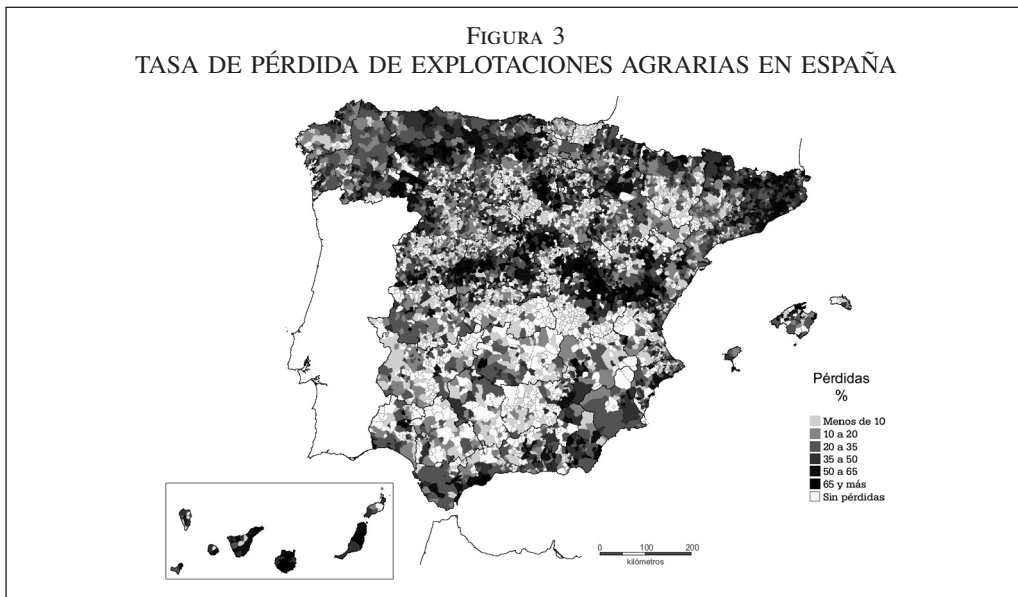 FIGURA 3
TASA DE PÉRDIDA DE EXPLOTACIONES AGRARIAS EN ESPAÑA
Pérdidas
%
Menos de 10
10 a 20
20 a 35
35 a 50
50 a 65
65 y más
Sin pérdidas
0 100 200
kilómetros